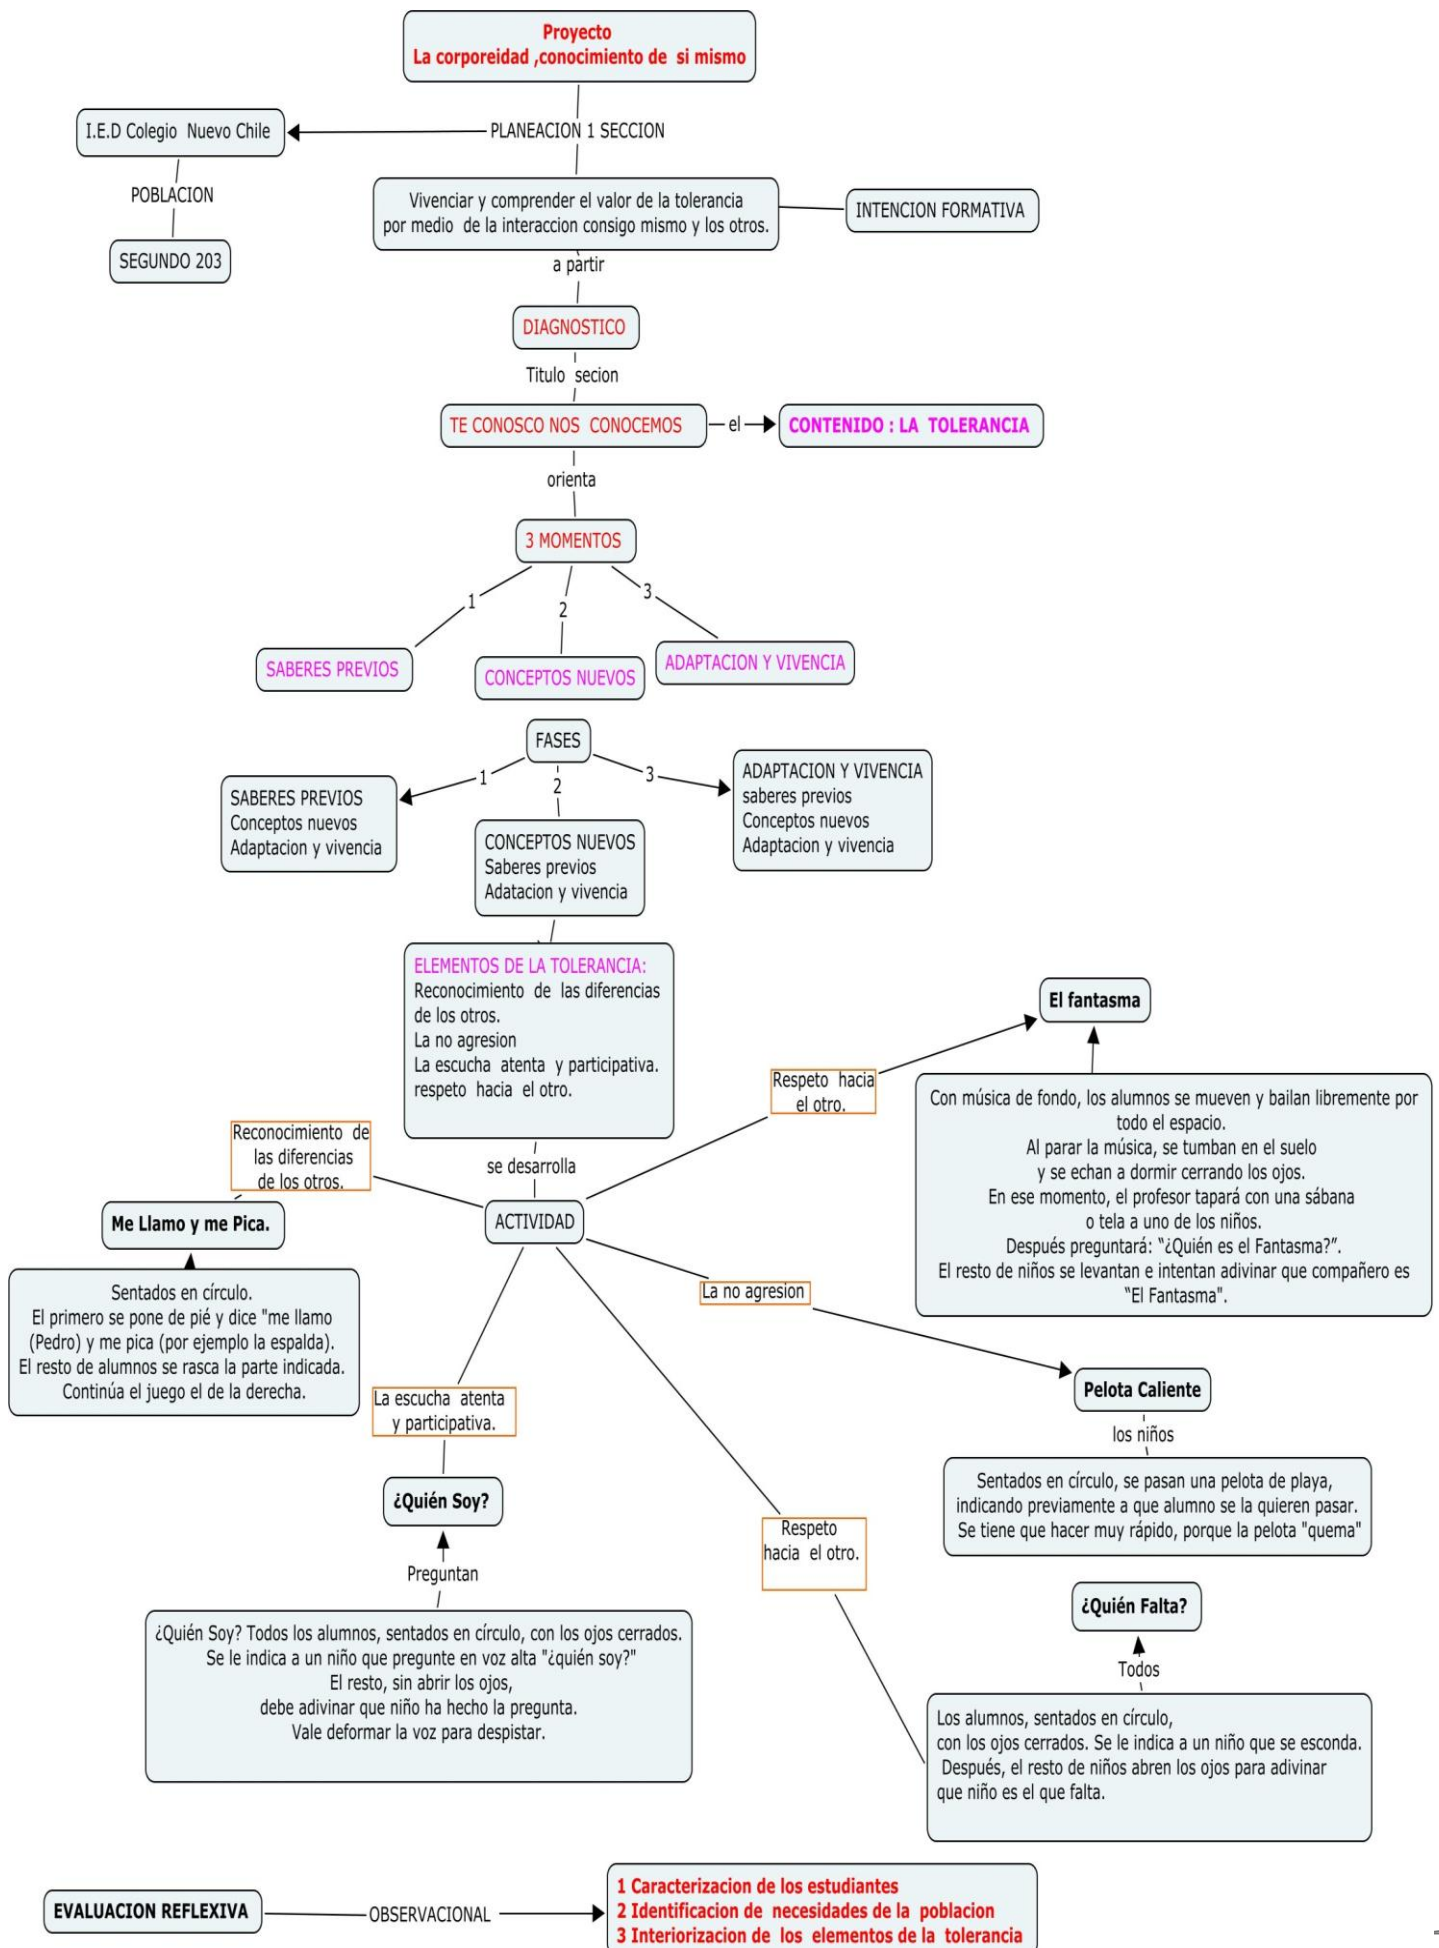 Proyecto
La corporeidad ,conocimiento de si mismo
I.E.D Colegio Nuevo Chile
PLANEACION 1 SECCION
POBLACION
SEGUNDO 203
Vivenciar y comprender el valor de la tolerancia
por medio de la interaccion consigo mismo y los otros.
INTENCION FORMATIVA
a partir
DIAGNOSTICO
Titulo secion
TE CONOSCO NOS CONOCEMOS
el
CONTENIDO : LA TOLERANCIA
orienta
3 MOMENTOS
1
2
3
SABERES PREVIOS
CONCEPTOS NUEVOS
ADAPTACION Y VIVENCIA
FASES
1
2
3
SABERES PREVIOS
Conceptos nuevos
Adaptacion y vivencia
CONCEPTOS NUEVOS
Saberes previos
Adatacion y vivencia
ADAPTACION Y VIVENCIA
saberes previos
Conceptos nuevos
Adaptacion y vivencia
ELEMENTOS DE LA TOLERANCIA:
Reconocimiento de las diferencias
de los otros.
La no agresion
La escucha atenta y participativa.
respeto hacia el otro.
se desarrolla
ACTIVIDAD
Reconocimiento de
las diferencias
de los otros.
Me Llamo y me Pica.
Sentados en círculo.
El primero se pone de pié y dice "me llamo
(Pedro) y me pica (por ejemplo la espalda).
El resto de alumnos se rasca la parte indicada.
Continúa el juego el de la derecha.
Respeto hacia
el otro.
El fantasma
Con música de fondo, los alumnos se mueven y bailan libremente por
todo el espacio.
Al parar la música, se tumban en el suelo
y se echan a dormir cerrando los ojos.
En ese momento, el profesor tapará con una sábana
o tela a uno de los niños.
Después preguntará: “¿Quién es el Fantasma?”.
El resto de niños se levantan e intentan adivinar que compañero es
“El Fantasma".
La no agresion
Pelota Caliente
los niños
Sentados en círculo, se pasan una pelota de playa,
indicando previamente a que alumno se la quieren pasar.
Se tiene que hacer muy rápido, porque la pelota "quema"
La escucha atenta
y participativa.
¿Quién Soy?
Preguntan
¿Quién Soy? Todos los alumnos, sentados en círculo, con los ojos cerrados.
Se le indica a un niño que pregunte en voz alta "¿quién soy?"
El resto, sin abrir los ojos,
debe adivinar que niño ha hecho la pregunta.
Vale deformar la voz para despistar.
Respeto
hacia el otro.
¿Quién Falta?
Todos
Los alumnos, sentados en círculo,
con los ojos cerrados. Se le indica a un niño que se esconda.
Después, el resto de niños abren los ojos para adivinar
que niño es el que falta.
EVALUACION REFLEXIVA
OBSERVACIONAL
1 Caracterizacion de los estudiantes
2 Identificacion de necesidades de la poblacion
3 Interiorizacion de los elementos de la tolerancia